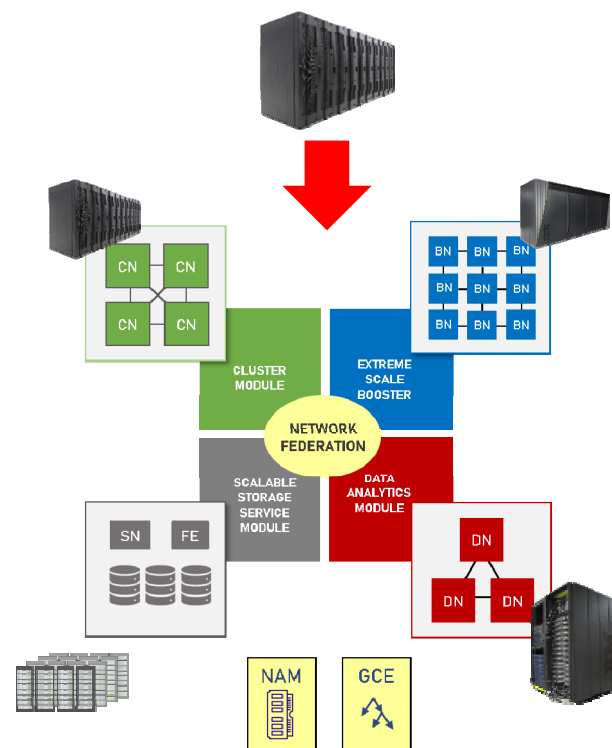 CN CN
CN CN
BN BN BN
BN BN BN
BN BN BN
CLUSTER
MODULE
EXTREME
SCALE
BOOSTER
NETWORK
FEDERATION
SCALABLE
STORAGE
SERVICE
MODULE
DATA
ANALYTICS
MODULE
SN FE
DN
DN DN
NAM
GCE